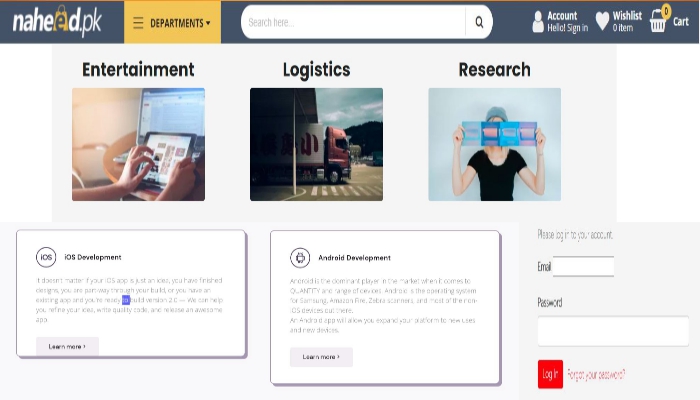 naheed.pk
DEPARTMENTS
Search here...
Account
Hello! Sign in
Wishlist
0 item
0
Cart
Entertainment
Logistics
Research
iOS
iOS Development
It doesn't matter if your iOS app is just an idea, you have finished
designs, you are part way through your build, or you have an
existing app and you're ready to build version 2.0 — We can help
you refine your idea, write quality code, and release an awesome
app.
Learn more ›
Android Development
Android is the dominant player in the market when it comes to
QUANTITY and range of devices. Android is the operating system
for Samsung, Amazon Fire, Zebra scanners, and most of the non-
iOS devices out there.
An Android app will allow you expand your platform to new uses
and new devices.
Learn more ›
Please log in to your account.
Email
Password
Log In
Forgot your password?